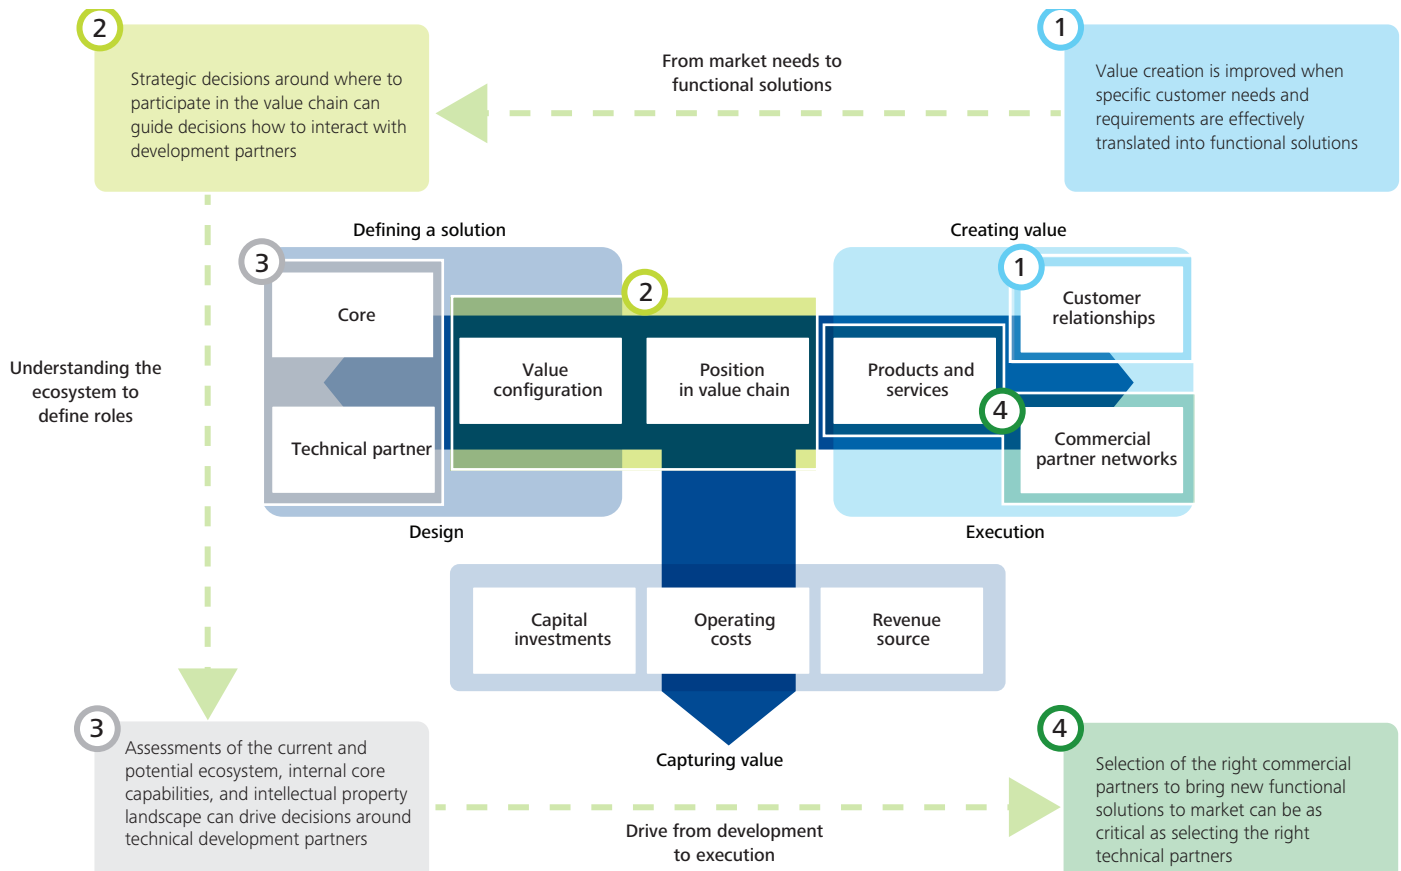 2
Strategic decisions around where to
participate in the value chain can
guide decisions how to interact with
development partners
From market needs to
functional solutions
1
Value creation is improved when
specific customer needs and
requirements are effectively
translated into functional solutions
Understanding the
ecosystem to
define roles
Defining a solution
3
Core
Technical partner
Design
2
Value
configuration
Position
in value chain
Creating value
1
Customer
relationships
Products and
services
4
Commercial
partner networks
Execution
Capital
investments
Operating
costs
Revenue
source
Capturing value
3
Assessments of the current and
potential ecosystem, internal core
capabilities, and intellectual property
landscape can drive decisions around
technical development partners
Drive from development
to execution
4
Selection of the right commercial
partners to bring new functional
solutions to market can be as
critical as selecting the right
technical partners